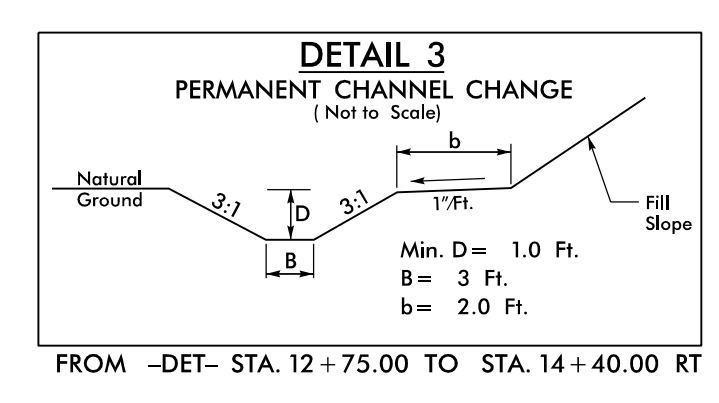 DETAIL 3
PERMANENT CHANNEL CHANGE
( Not to Scale)
b
Natural
Ground
3:1
D
3:1
1"/Ft.
Fill
Slope
B
Min. D = 1.0 Ft.
B = 3 Ft.
b = 2.0 Ft.
FROM -DET- STA. 12 + 75.00 TO STA. 14 + 40.00 RT